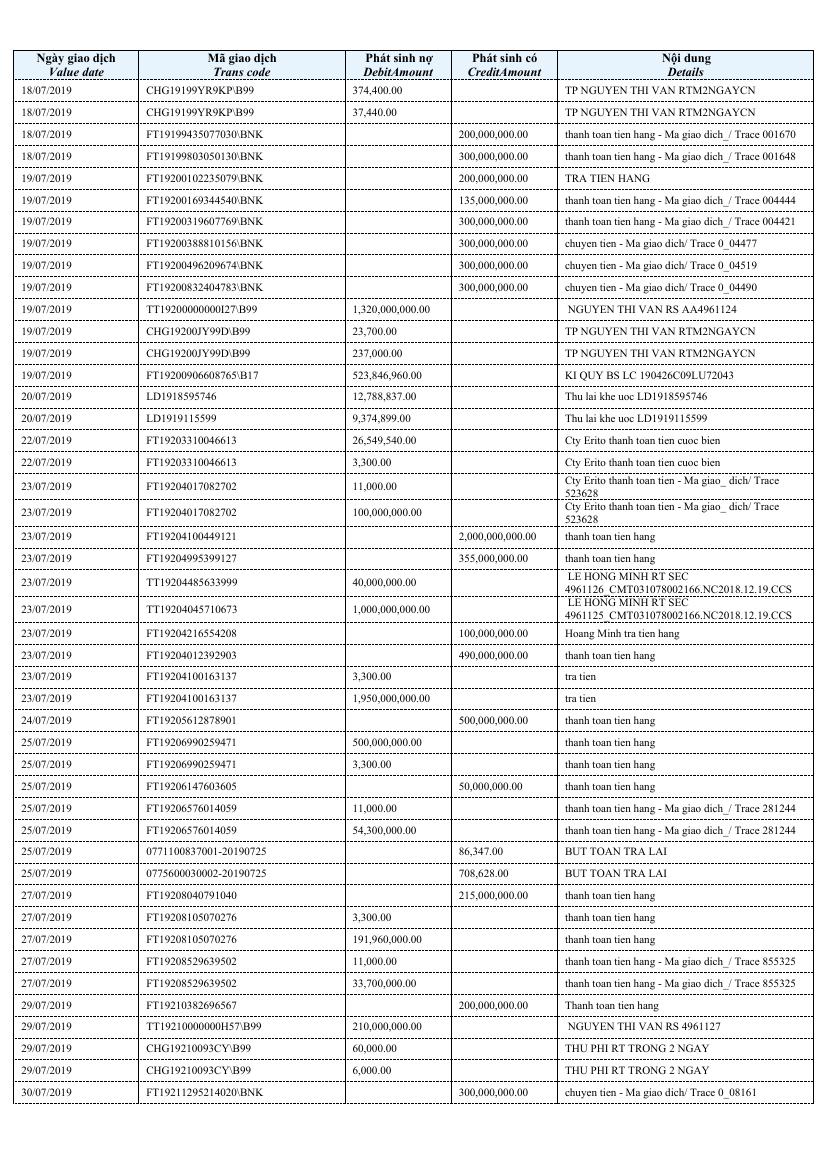 Ngày giao dịch Mã giao dịch Phát sinh nợ Phát sinh có Nội dung
Value date Trans code DebitAmount CreditAmount Details
18/07/2019 CHG19199YR9KP\B99 374,400.00 TP NGUYEN THI VAN RTM2NGAYCN
18/07/2019 CHG19199YR9KP\B99 37,440.00 TP NGUYEN THI VAN RTM2NGAYCN
18/07/2019 FT19199435077030\BNK 200,000,000.00 thanh toan tien hang - Ma giao dich_/ Trace 001670
18/07/2019 FT19199803050130\BNK 300,000,000.00 thanh toan tien hang - Ma giao dich_/ Trace 001648
19/07/2019 FT19200102235079\BNK 200,000,000.00 TRA TIEN HANG
19/07/2019 FT19200169344540\BNK 135,000,000.00 thanh toan tien hang - Ma giao dich_/ Trace 004444
19/07/2019 FT19200319607769\BNK 300,000,000.00 thanh toan tien hang - Ma giao dich_/ Trace 004421
19/07/2019 FT19200388810156\BNK 300,000,000.00 chuyen tien - Ma giao dich/ Trace 0_04477
19/07/2019 FT19200496209674\BNK 300,000,000.00 chuyen tien - Ma giao dich/ Trace 0_04519
19/07/2019 FT19200832404783\BNK 300,000,000.00 chuyen tien - Ma giao dich/ Trace 0_04490
19/07/2019 TT19200000000I27\B99 1,320,000,000.00 NGUYEN THI VAN RS AA4961124
19/07/2019 CHG19200JY99D\B99 23,700.00 TP NGUYEN THI VAN RTM2NGAYCN
19/07/2019 CHG19200JY99D\B99 237,000.00 TP NGUYEN THI VAN RTM2NGAYCN
19/07/2019 FT19200906608765\B17 523,846,960.00 KI QUY BS LC 190426C09LU72043
20/07/2019 LD1918595746 12,788,837.00 Thu lai khe uoc LD1918595746
20/07/2019 LD1919115599 9,374,899.00 Thu lai khe uoc LD1919115599
22/07/2019 FT19203310046613 26,549,540.00 Cty Erito thanh toan tien cuoc bien
22/07/2019 FT19203310046613 3,300.00 Cty Erito thanh toan tien cuoc bien
23/07/2019 FT19204017082702 11,000.00 Cty Erito thanh toan tien - Ma giao_ dich/ Trace
523628
23/07/2019 FT19204017082702 100,000,000.00 Cty Erito thanh toan tien - Ma giao_ dich/ Trace
523628
23/07/2019 FT19204100449121 2,000,000,000.00 thanh toan tien hang
23/07/2019 FT19204995399127 355,000,000.00 thanh toan tien hang
23/07/2019 TT19204485633999 40,000,000.00 LE HONG MINH RT SEC
4961126_CMT031078002166.NC2018.12.19.CCS
23/07/2019 TT19204045710673 1,000,000,000.00 LE HONG MINH RT SEC
4961125_CMT031078002166.NC2018.12.19.CCS
23/07/2019 FT19204216554208 100,000,000.00 Hoang Minh tra tien hang
23/07/2019 FT19204012392903 490,000,000.00 thanh toan tien hang
23/07/2019 FT19204100163137 3,300.00 tra tien
23/07/2019 FT19204100163137 1,950,000,000.00 tra tien
24/07/2019 FT19205612878901 500,000,000.00 thanh toan tien hang
25/07/2019 FT19206990259471 500,000,000.00 thanh toan tien hang
25/07/2019 FT19206990259471 3,300.00 thanh toan tien hang
25/07/2019 FT19206147603605 50,000,000.00 thanh toan tien hang
25/07/2019 FT19206576014059 11,000.00 thanh toan tien hang - Ma giao dich_/ Trace 281244
25/07/2019 FT19206576014059 54,300,000.00 thanh toan tien hang - Ma giao dich_/ Trace 281244
25/07/2019 0771100837001-20190725 86,347.00 BUT TOAN TRA LAI
25/07/2019 0775600030002-20190725 708,628.00 BUT TOAN TRA LAI
27/07/2019 FT19208040791040 215,000,000.00 thanh toan tien hang
27/07/2019 FT19208105070276 3,300.00 thanh toan tien hang
27/07/2019 FT19208105070276 191,960,000.00 thanh toan tien hang
27/07/2019 FT19208529639502 11,000.00 thanh toan tien hang - Ma giao dich_/ Trace 855325
27/07/2019 FT19208529639502 33,700,000.00 thanh toan tien hang - Ma giao dich_/ Trace 855325
29/07/2019 FT19210382696567 200,000,000.00 Thanh toan tien hang
29/07/2019 TT19210000000H57\B99 210,000,000.00 NGUYEN THI VAN RS 4961127
29/07/2019 CHG19210093CY\B99 60,000.00 THU PHI RT TRONG 2 NGAY
29/07/2019 CHG19210093CY\B99 6,000.00 THU PHI RT TRONG 2 NGAY
30/07/2019 FT19211295214020\BNK 300,000,000.00 chuyen tien - Ma giao dich/ Trace 0_08161